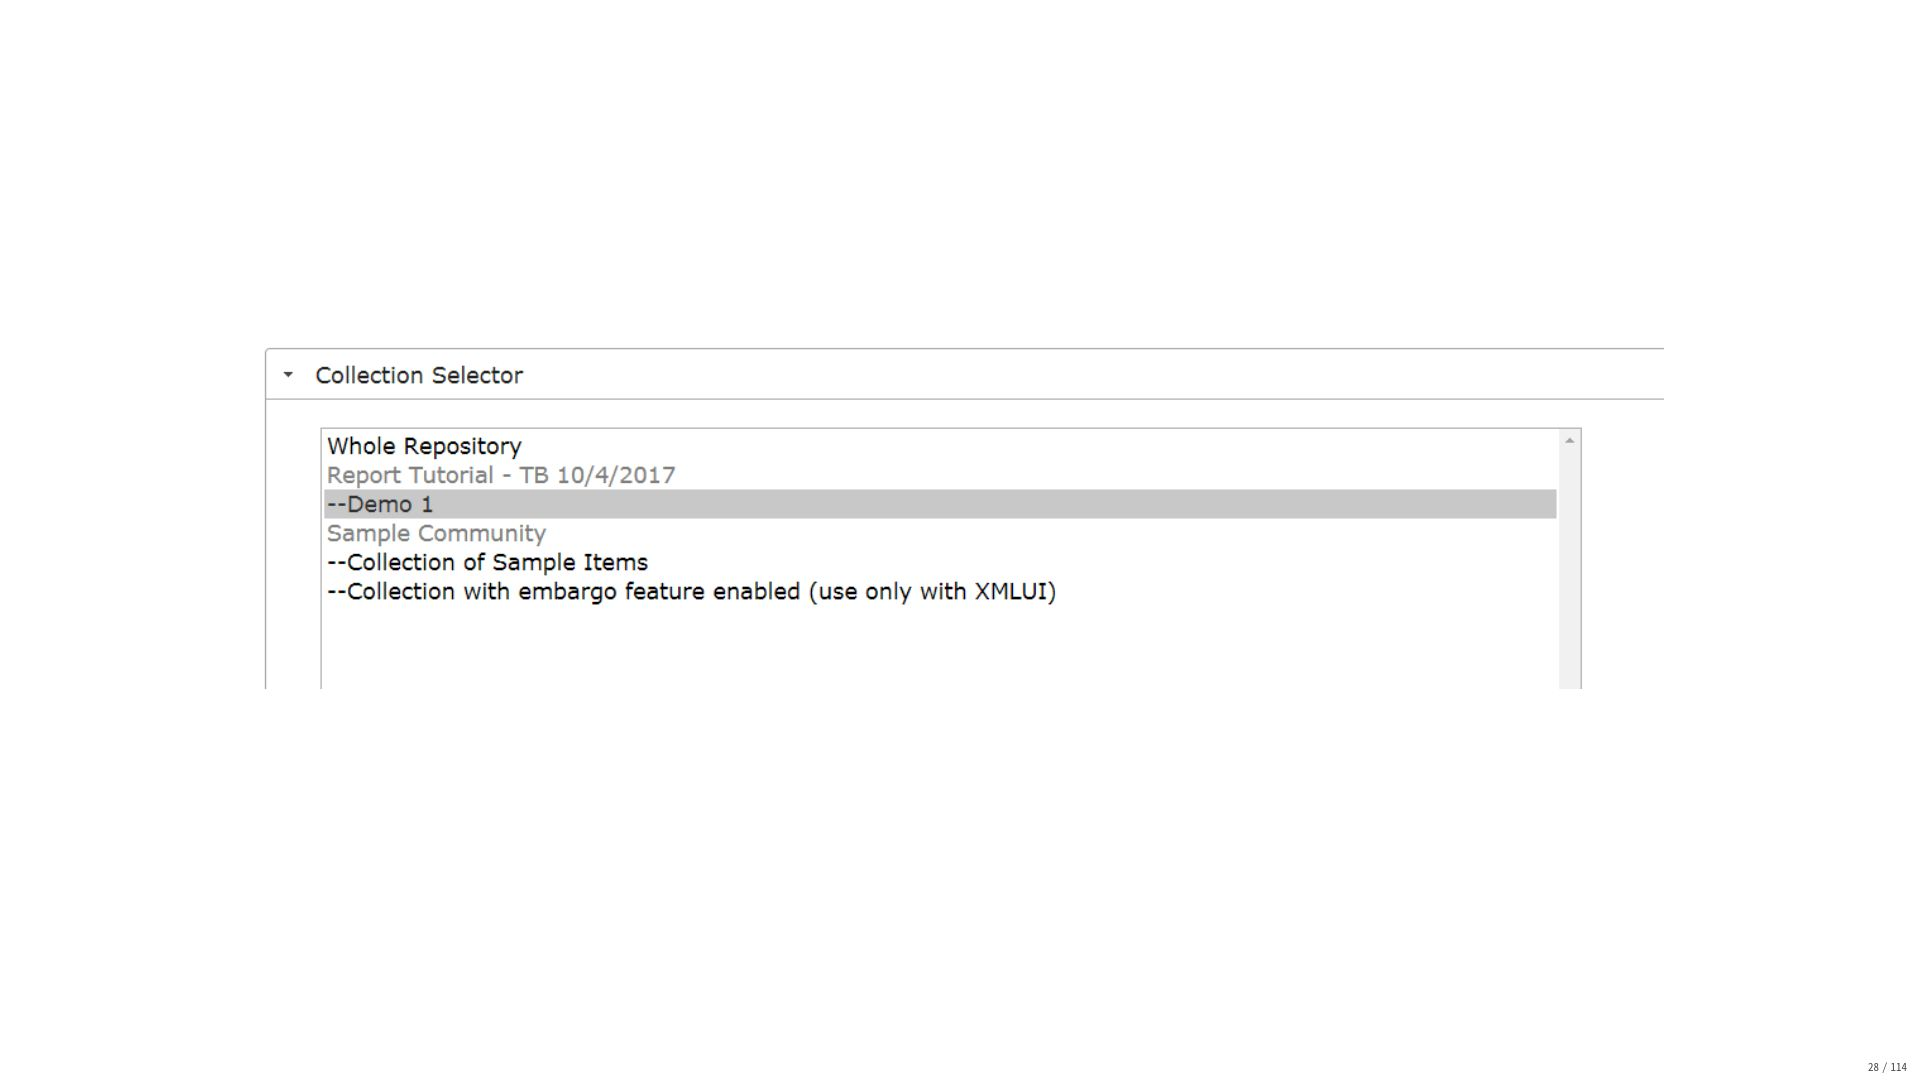 Collection Selector
Whole Repository
Report Tutorial - TB 10/4/2017
--Demo 1
Sample Community
--Collection of Sample Items
--Collection with embargo feature enabled (use only with XMLUI)
28 / 114